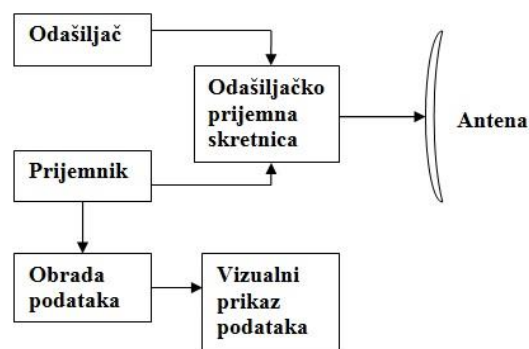 Odašiljač
Odašiljačko
prijemna
skretnica
Antena
Prijemnik
Obrada
podataka
Vizualni
prikaz
podataka